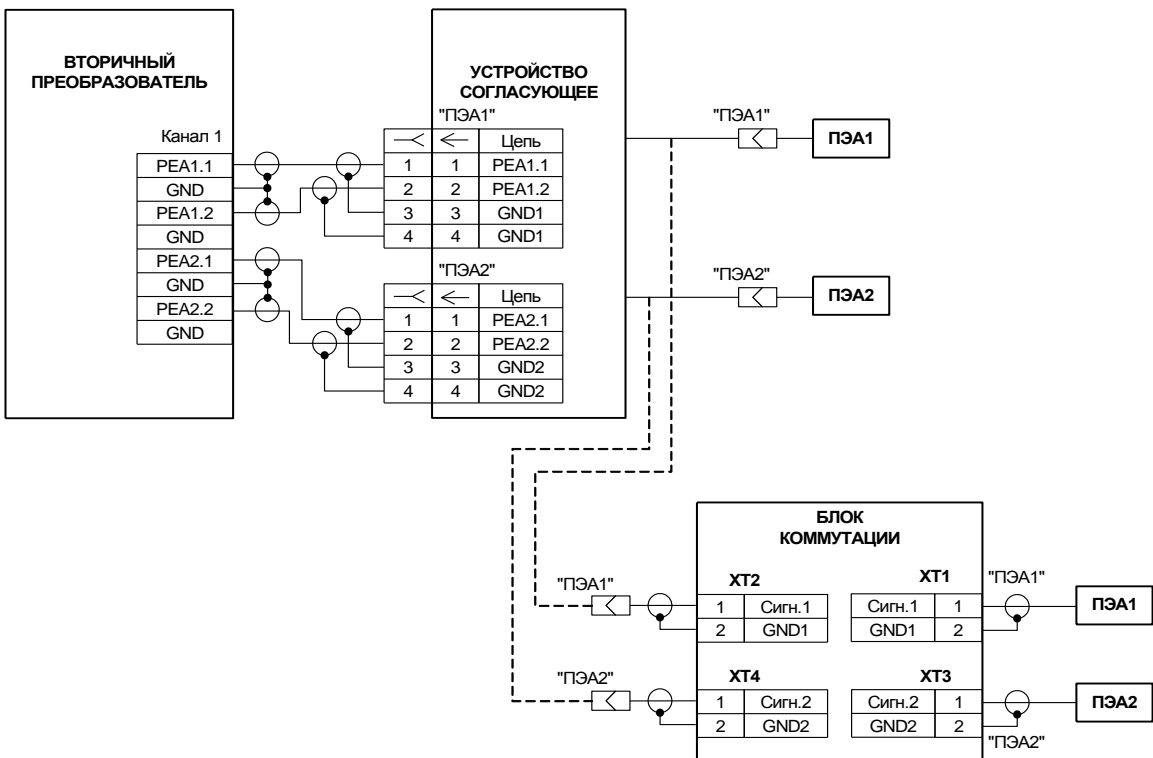 ВТОРИЧНЫЙ
ПРЕОБРАЗОВАТЕЛЬ
Канал 1
PEA1.1
GND
PEA1.2
GND
PEA2.1
GND
PEA2.2
GND
УСТРОЙСТВО
СОГЛАСУЮЩЕЕ
"ПЭА1"
Цепь
1 1 PEA1.1
2 2 PEA1.2
3 3 GND1
4 4 GND1
"ПЭА2"
Цепь
1 1 PEA2.1
2 2 PEA2.2
3 3 GND2
4 4 GND2
"ПЭА1"
ПЭА1
"ПЭА2"
ПЭА2
БЛОК
КОММУТАЦИИ
"ПЭА1"
XT2
1 Сигн.1
2 GND1
XT1
Сигн.1 1
GND1 2
"ПЭА1"
ПЭА1
"ПЭА2"
XT4
1 Сигн.2
2 GND2
XT3
Сигн.2 1
GND2 2
"ПЭА2"
ПЭА2